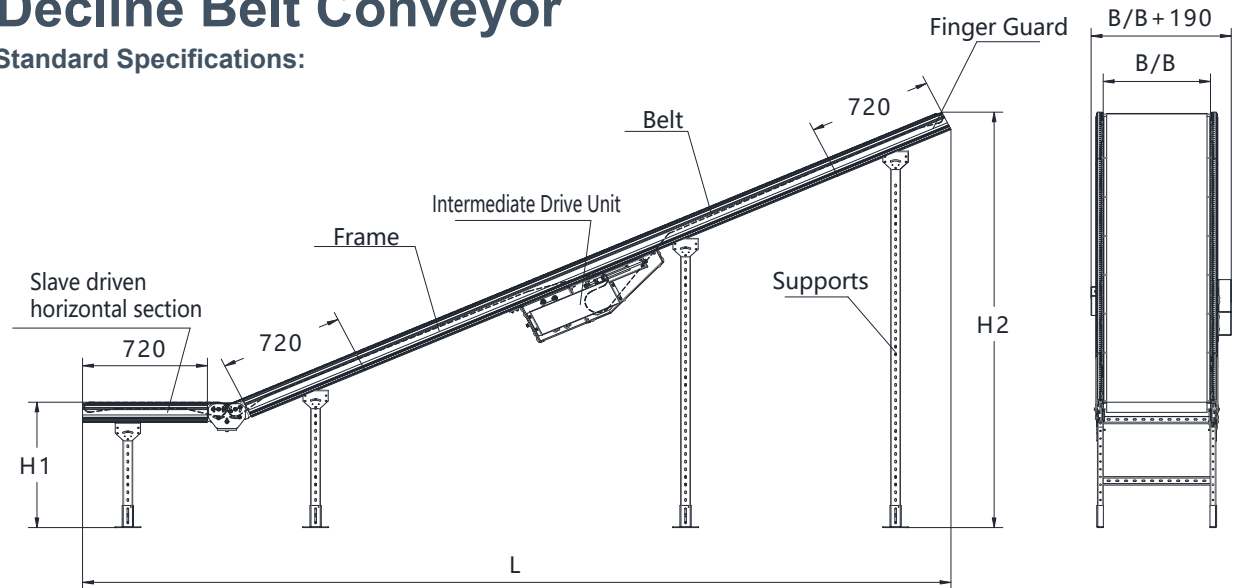 Decline Belt Conveyor
Standard Specifications:
Finger Guard
B/B+190
B/B
720
Belt
Intermediate Drive Unit
Frame
Supports
Slave driven
horizontal section
720
720
H2
H1
L